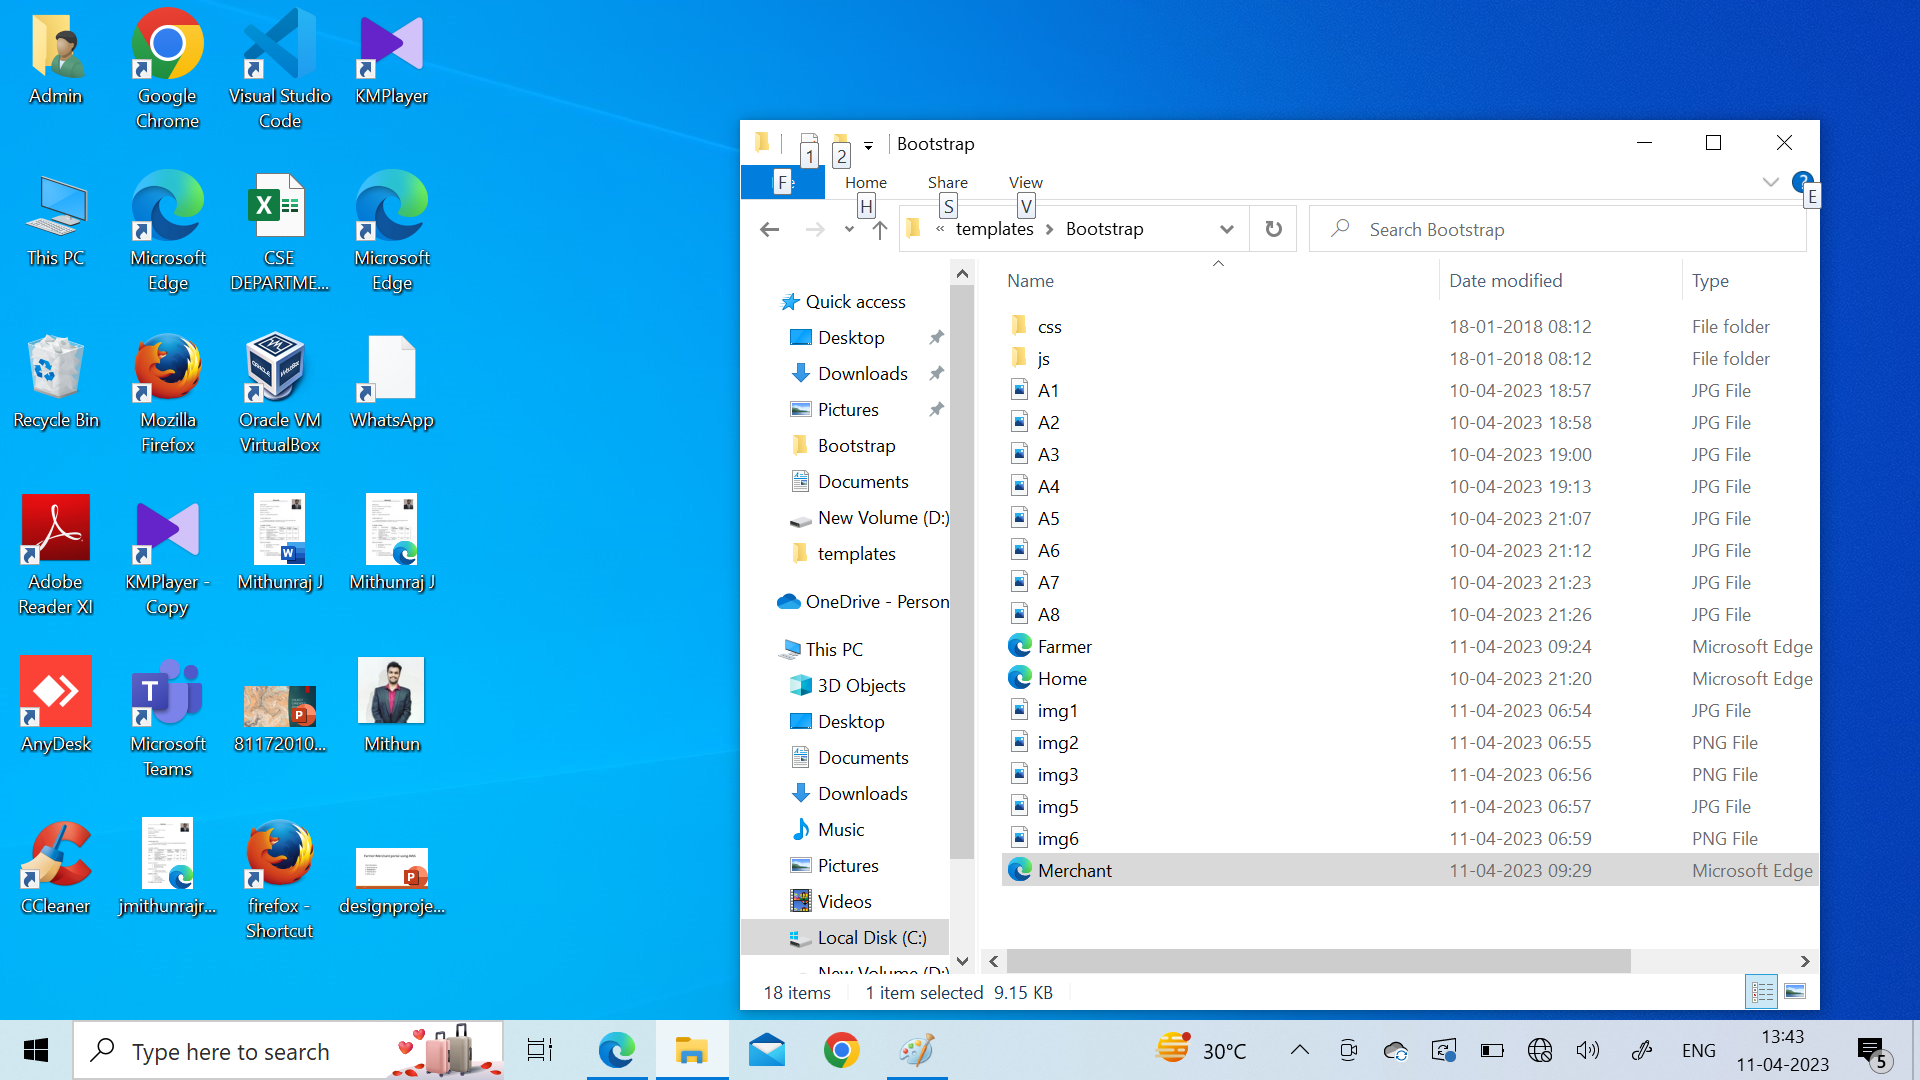 Admin
Google
Chrome
Visual Studio
Code
KMPlayer
This PC
Microsoft
Edge
CSE
DEPARTME...
Microsoft
Edge
Recycle Bin
Mozilla
Firefox
Oracle VM
VirtualBox
WhatsApp
Adobe
Reader XI
KMPlayer -
Copy
Mithunraj J
Mithunraj J
AnyDesk
Microsoft
Teams
81172010...
Mithun
CCleaner
jmithunrajr...
firefox -
Shortcut
designproje...
1
2
Bootstrap
F
Home
Share
View
H
S
V
E
« templates > Bootstrap
Search Bootstrap
Quick access
Desktop
Downloads
Pictures
Bootstrap
Documents
New Volume (D:)
templates
OneDrive - Person
This PC
3D Objects
Desktop
Documents
Downloads
Music
Pictures
Videos
Local Disk (C:)
New Volume (D:)
Name Date modified Type
css 18-01-2018 08:12 File folder
js 18-01-2018 08:12 File folder
A1 10-04-2023 18:57 JPG File
A2 10-04-2023 18:58 JPG File
A3 10-04-2023 19:00 JPG File
A4 10-04-2023 19:13 JPG File
A5 10-04-2023 21:07 JPG File
A6 10-04-2023 21:12 JPG File
A7 10-04-2023 21:23 JPG File
A8 10-04-2023 21:26 JPG File
Farmer 11-04-2023 09:24 Microsoft Edge
Home 10-04-2023 21:20 Microsoft Edge
img1 11-04-2023 06:54 JPG File
img2 11-04-2023 06:55 PNG File
img3 11-04-2023 06:56 PNG File
img5 11-04-2023 06:57 JPG File
img6 11-04-2023 06:59 PNG File
Merchant 11-04-2023 09:29 Microsoft Edge
18 items 1 item selected 9.15 KB
Type here to search
30°C
ENG
13:43
11-04-2023
5